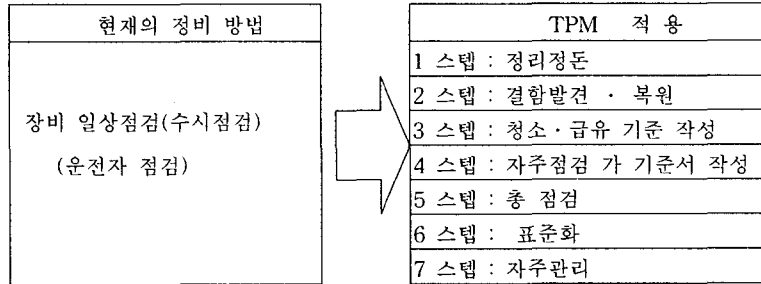 현재의 정비 방법
장비 일상점검(수시점검)
(운전자 점검)
TPM 적 용
1 스텝 : 정리정돈
2 스텝 : 결함발견 · 복원
3 스텝 : 청소·급유 기준 작성
4 스텝 : 자주점검 가 기준서 작성
5 스텝 : 총 점검
6 스텝 : 표준화
7 스텝 : 자주관리